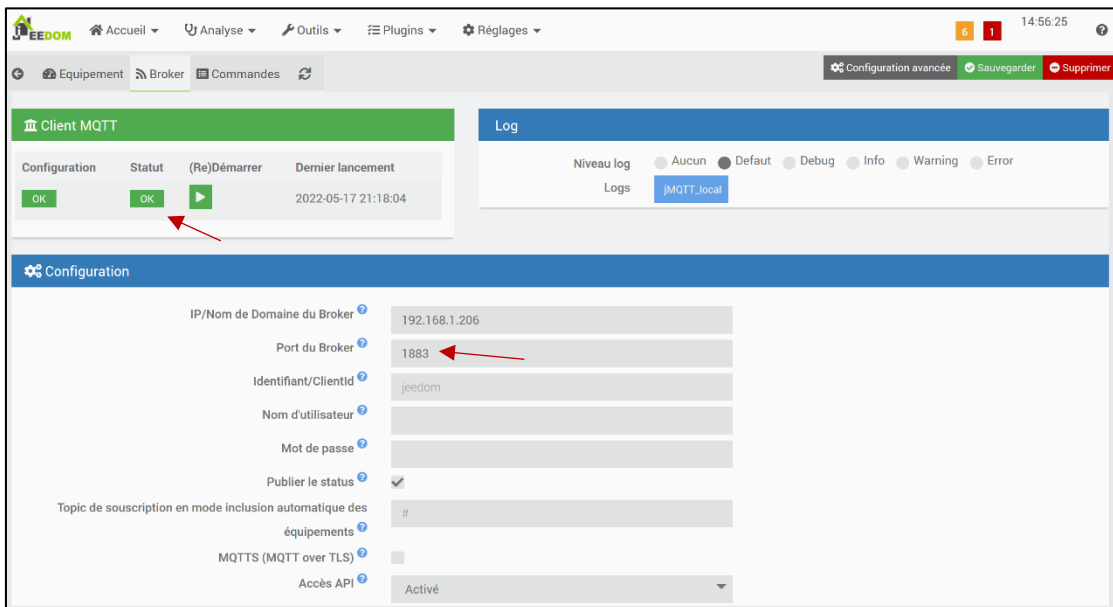 JEEDOM Accueil Analyse Outils Plugins Réglages 6 1 14:56:25
Equipement Broker Commandes Configuration avancée Sauvegarder Supprimer
Client MQTT
Configuration Statut (Re)Démarrer Dernier lancement
OK OK 2022-05-17 21:18:04
Log
Niveau log Aucun Defaut Debug Info Warning Error
Logs jMQTT_local
Configuration
IP/Nom de Domaine du Broker 192.168.1.206
Port du Broker 1883
Identifiant/ClientId jeedom
Nom d'utilisateur
Mot de passe
Publier le status
Topic de souscription en mode inclusion automatique des #
équipements
MQTTS (MQTT over TLS)
Accès API Activé